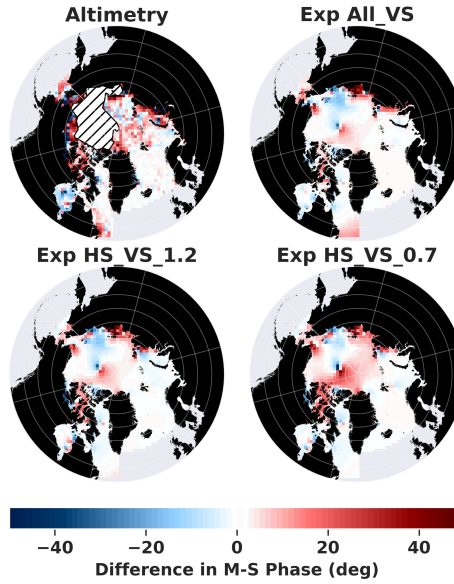 Altimetry
Exp All_VS
Exp HS_VS_1.2
Exp HS_VS_0.7
−40 −20 0 20 40
Difference in M-S Phase (deg)